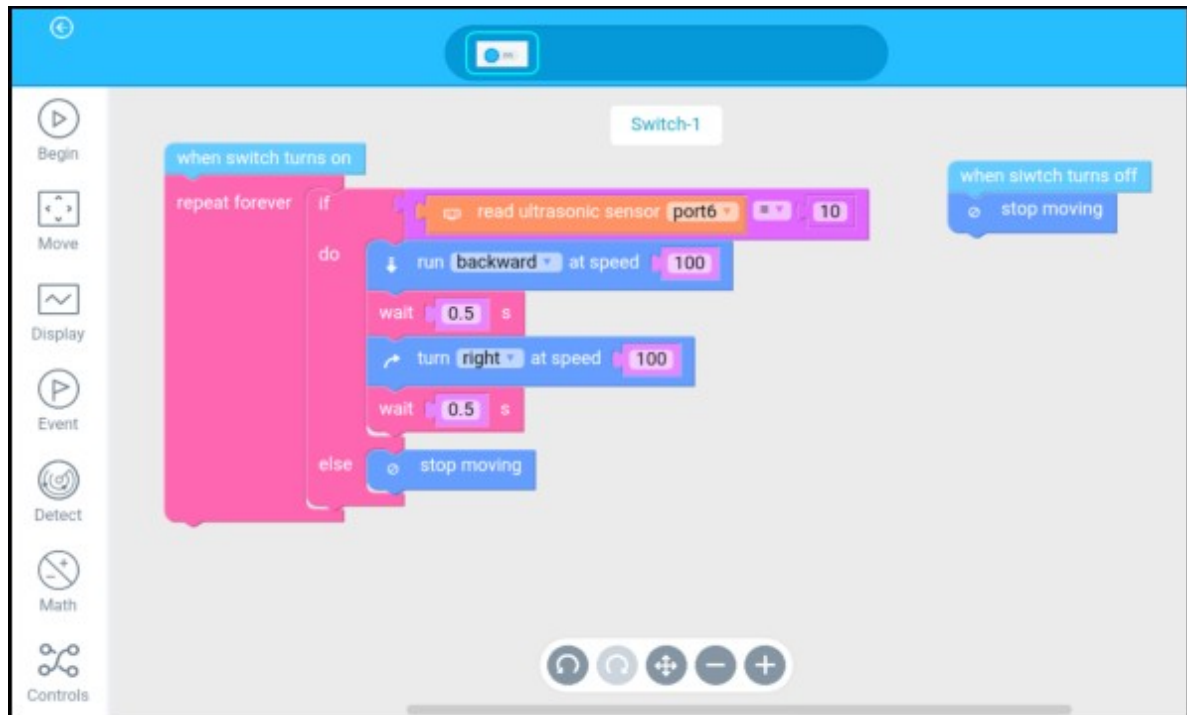 Switch-1
Begin
Move
Display
Event
Detect
Math
Controls
when switch turns on
repeat forever if read ultrasonic sensor port6 = 10
do run backward at speed 100
wait 0.5 s
turn right at speed 100
wait 0.5 s
else stop moving
when siwtch turns off
stop moving